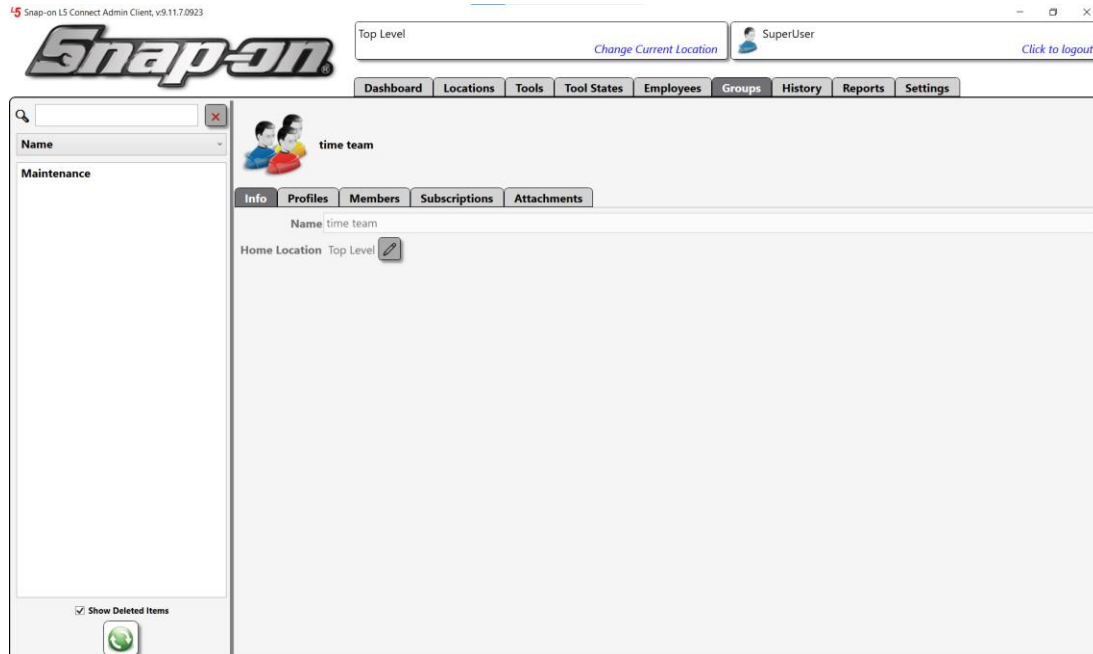 L5 Snap-on L5 Connect Admin Client, v:9.11.7.0923
Snap-on®
Top Level
Change Current Location
SuperUser
Click to logout
Dashboard Locations Tools Tool States Employees Groups History Reports Settings
Name
Maintenance
time team
Info Profiles Members Subscriptions Attachments
Name time team
Home Location Top Level
Show Deleted Items